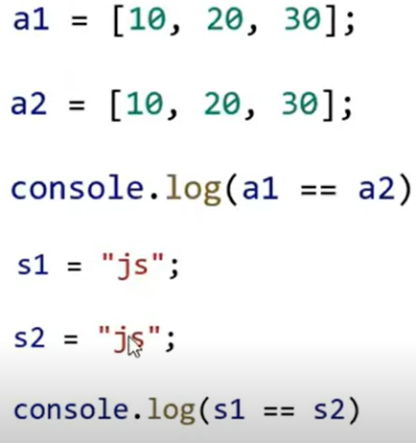 a1 = [10, 20, 30];
a2 = [10, 20, 30];
console.log(a1 == a2)
s1 = "js";
s2 = "js";
console.log(s1 == s2)